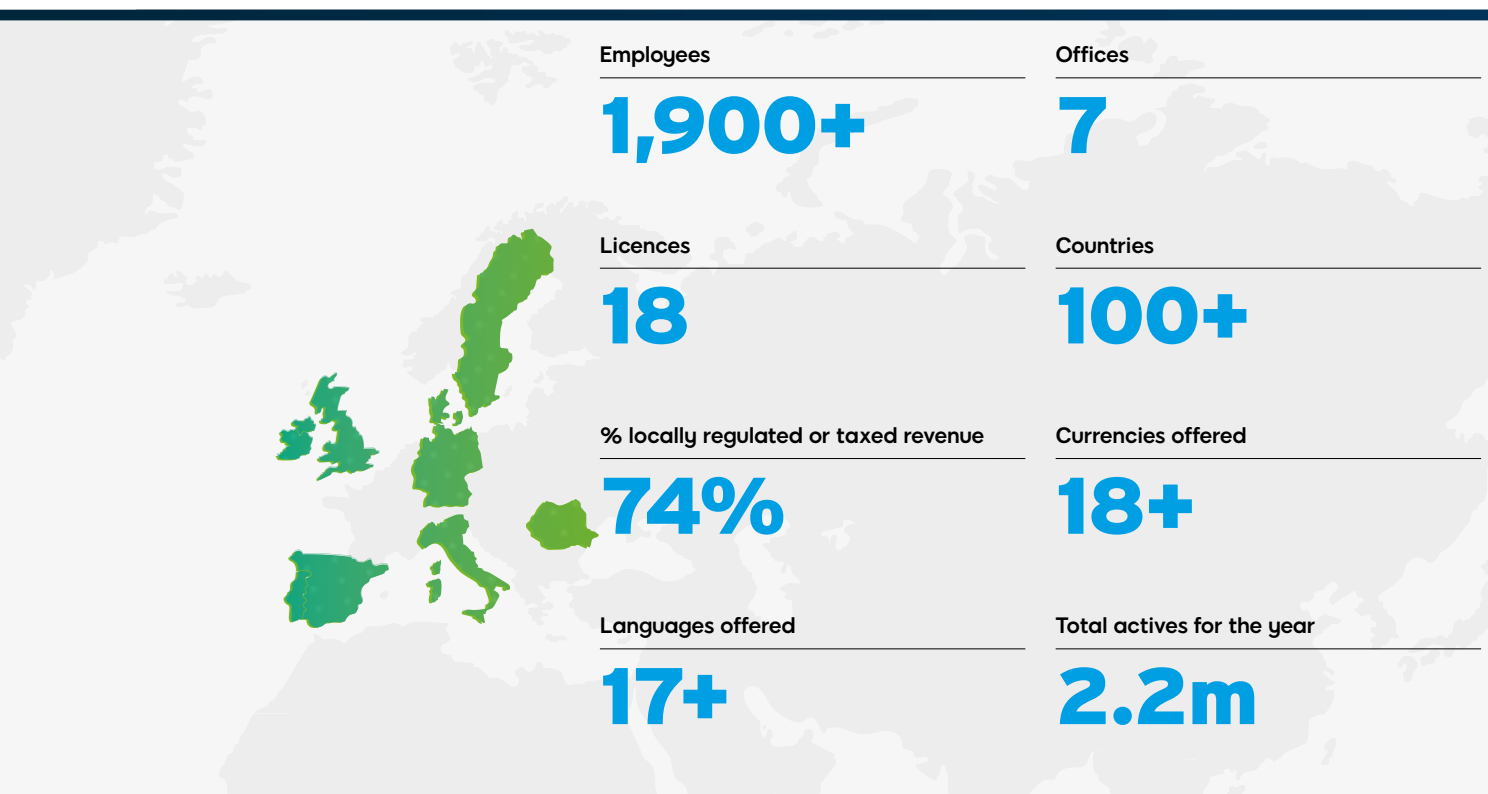 Employees
1,900+
Offices
7
Licences
18
Countries
100+
% locally regulated or taxed revenue
74%
Currencies offered
18+
Languages offered
17+
Total actives for the year
2.2m